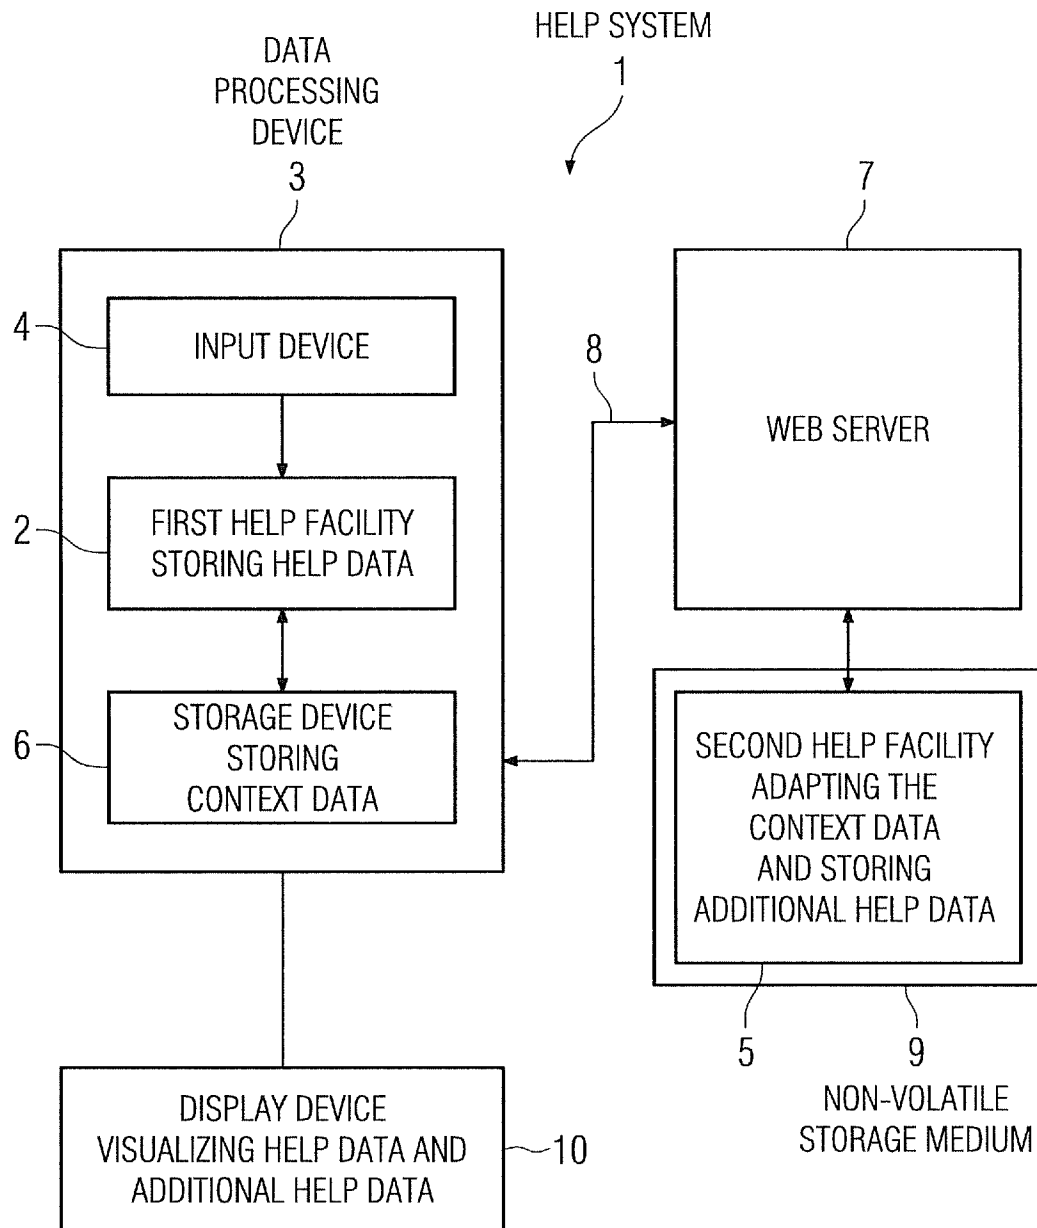 HELP SYSTEM
1
DATA
PROCESSING
DEVICE
3
7
4
INPUT DEVICE
8
WEB SERVER
2
FIRST HELP FACILITY
STORING HELP DATA
6
STORAGE DEVICE
STORING
CONTEXT DATA
SECOND HELP FACILITY
ADAPTING THE
CONTEXT DATA
AND STORING
ADDITIONAL HELP DATA
5
9
NON-VOLATILE
STORAGE MEDIUM
DISPLAY DEVICE
VISUALIZING HELP DATA AND
ADDITIONAL HELP DATA
10